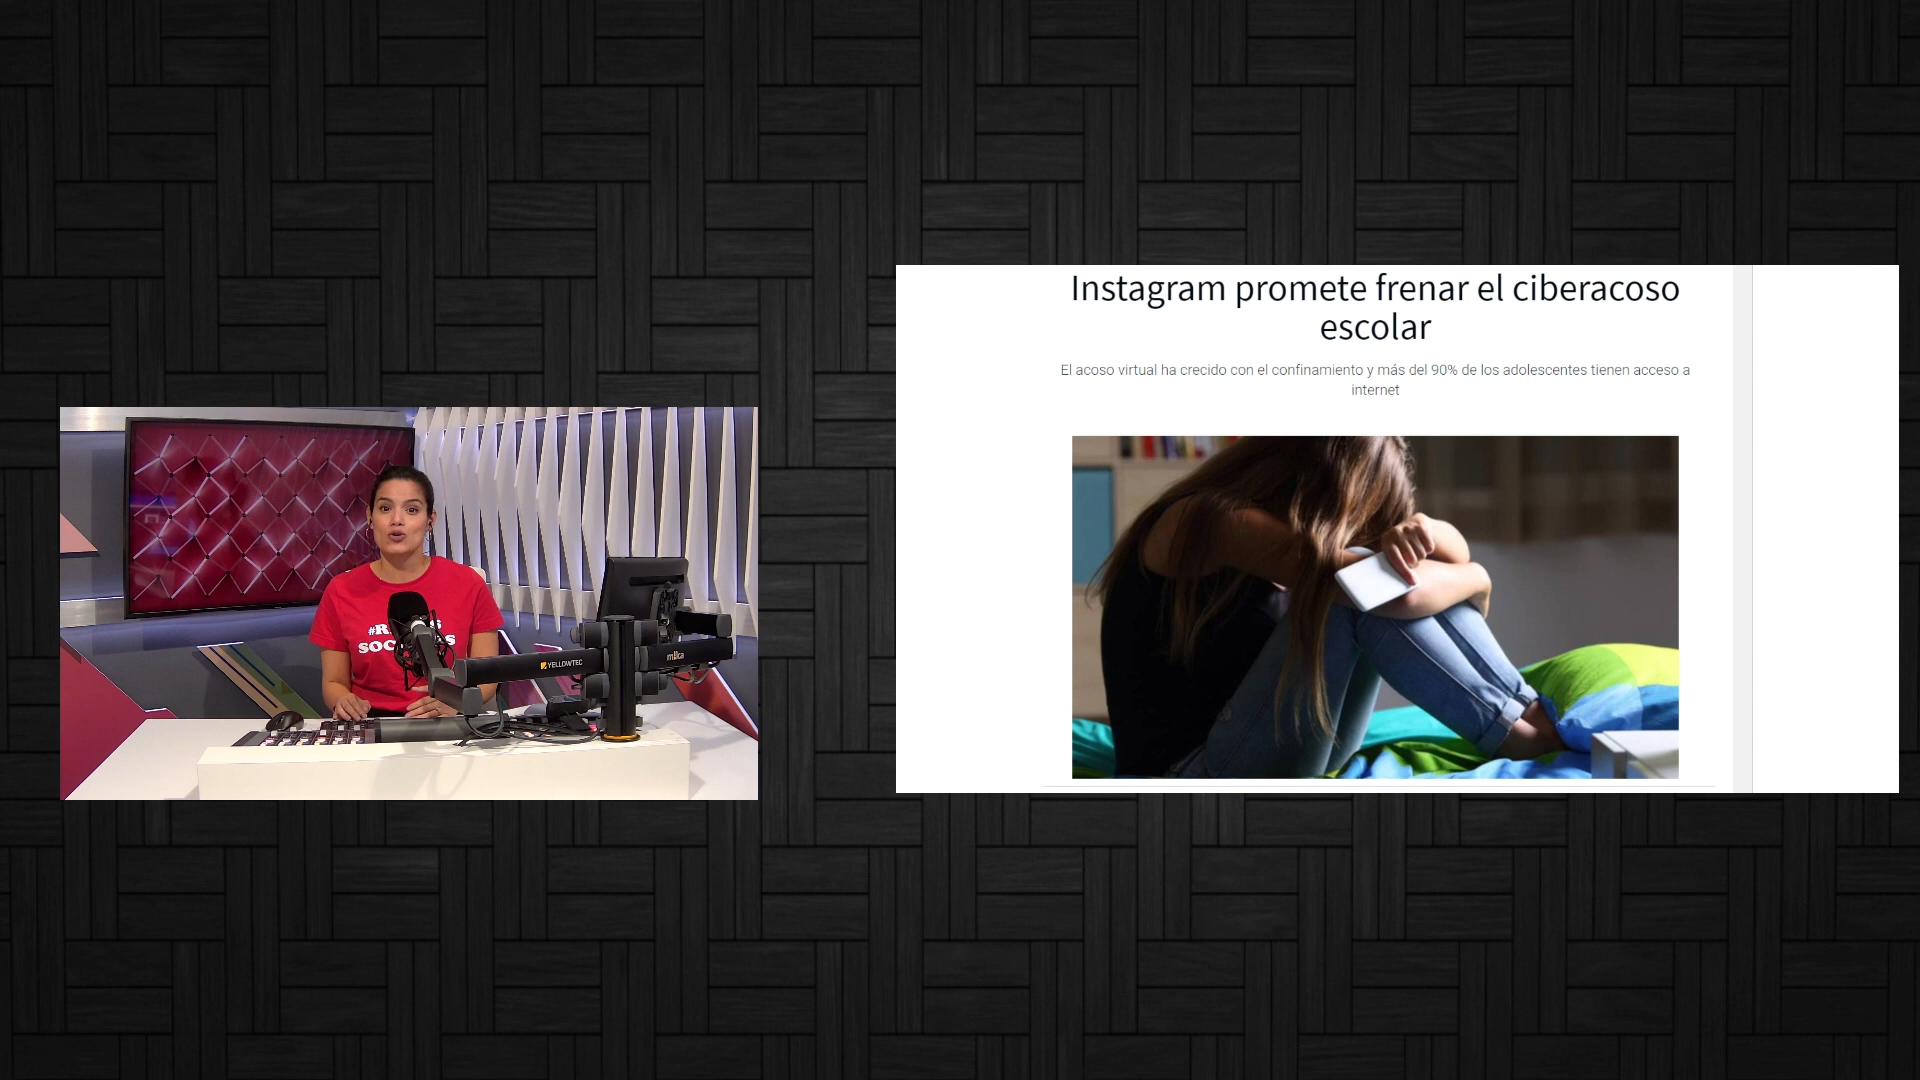 Instagram promete frenar el ciberacoso
escolar
El acoso virtual ha crecido con el confinamiento y más del 90% de los adolescentes tienen acceso a
internet
YELLOWTEC
mika